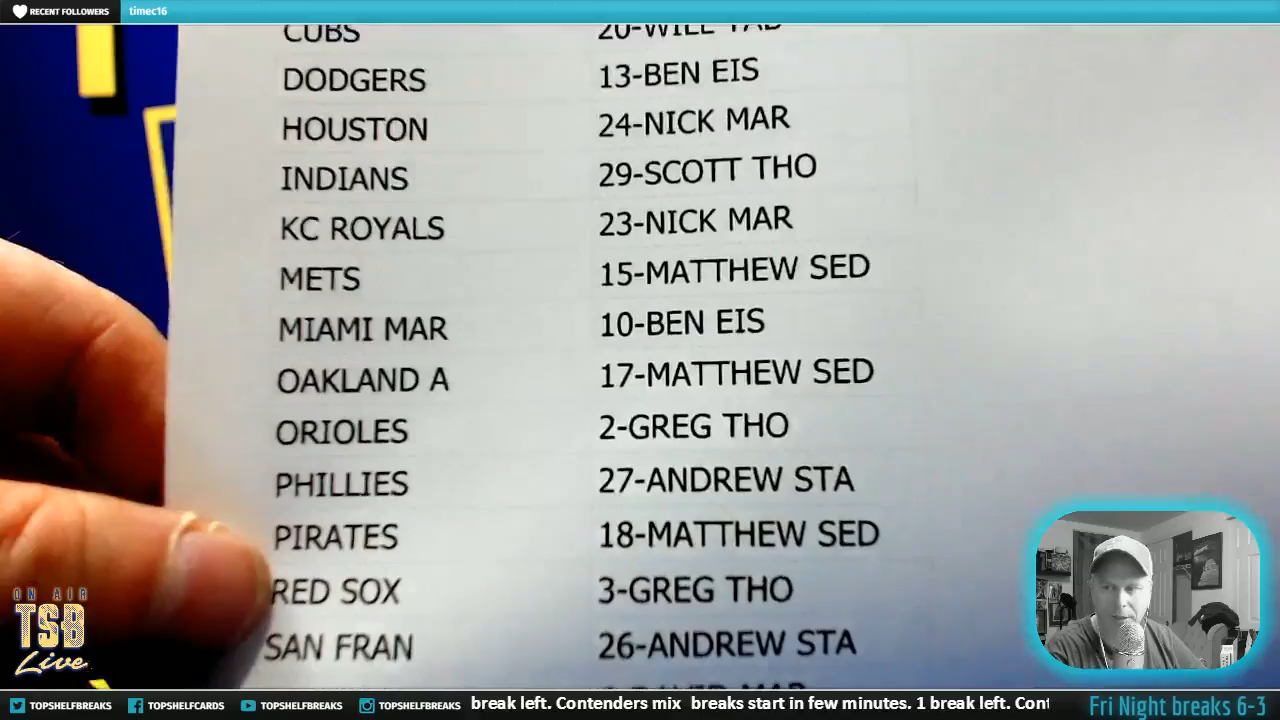 RECENT FOLLOWERS timec16
CUBS 20-WILL TAB
DODGERS 13-BEN EIS
HOUSTON 24-NICK MAR
INDIANS 29-SCOTT THO
KC ROYALS 23-NICK MAR
METS 15-MATTHEW SED
MIAMI MAR 10-BEN EIS
OAKLAND A 17-MATTHEW SED
ORIOLES 2-GREG THO
PHILLIES 27-ANDREW STA
PIRATES 18-MATTHEW SED
RED SOX 3-GREG THO
SAN FRAN 26-ANDREW STA
ON AIR
TSB
Live
TOPSHELFBREAKS TOPSHELFCARDS TOPSHELFBREAKS TOPSHELFBREAKS break left. Contenders mix breaks start in few minutes. 1 break left. Cont Fri Night breaks 6-3